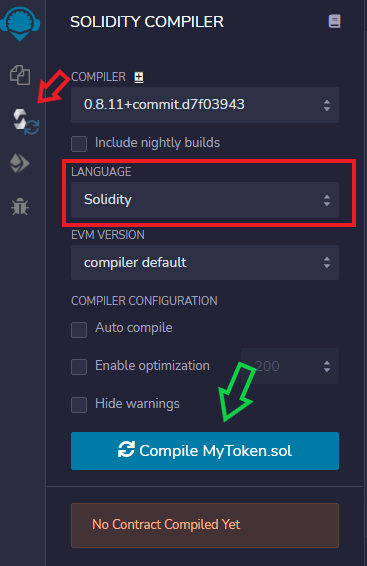 SOLIDITY COMPILER
COMPILER
0.8.11+commit.d7f03943
Include nightly builds
LANGUAGE
Solidity
EVM VERSION
compiler default
COMPILER CONFIGURATION
Auto compile
Enable optimization 200
Hide warnings
Compile MyToken.sol
No Contract Compiled Yet